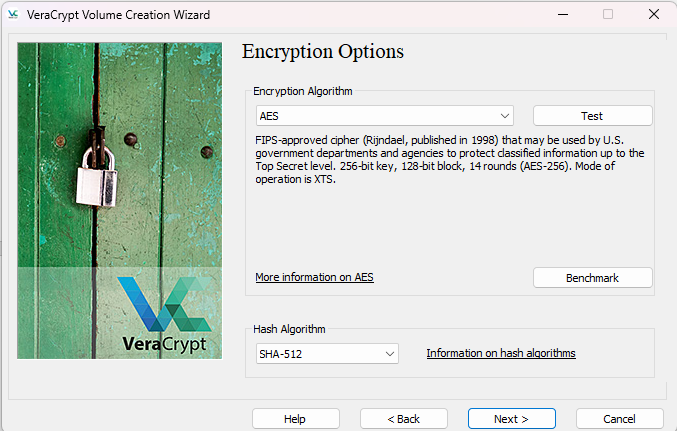 VeraCrypt Volume Creation Wizard
Encryption Options
Encryption Algorithm
AES
Test
FIPS-approved cipher (Rijndael, published in 1998) that may be used by U.S.
government departments and agencies to protect classified information up to the
Top Secret level. 256-bit key, 128-bit block, 14 rounds (AES-256). Mode of
operation is XTS.
More information on AES
Benchmark
VeraCrypt
Hash Algorithm
SHA-512
Information on hash algorithms
Help
< Back
Next >
Cancel